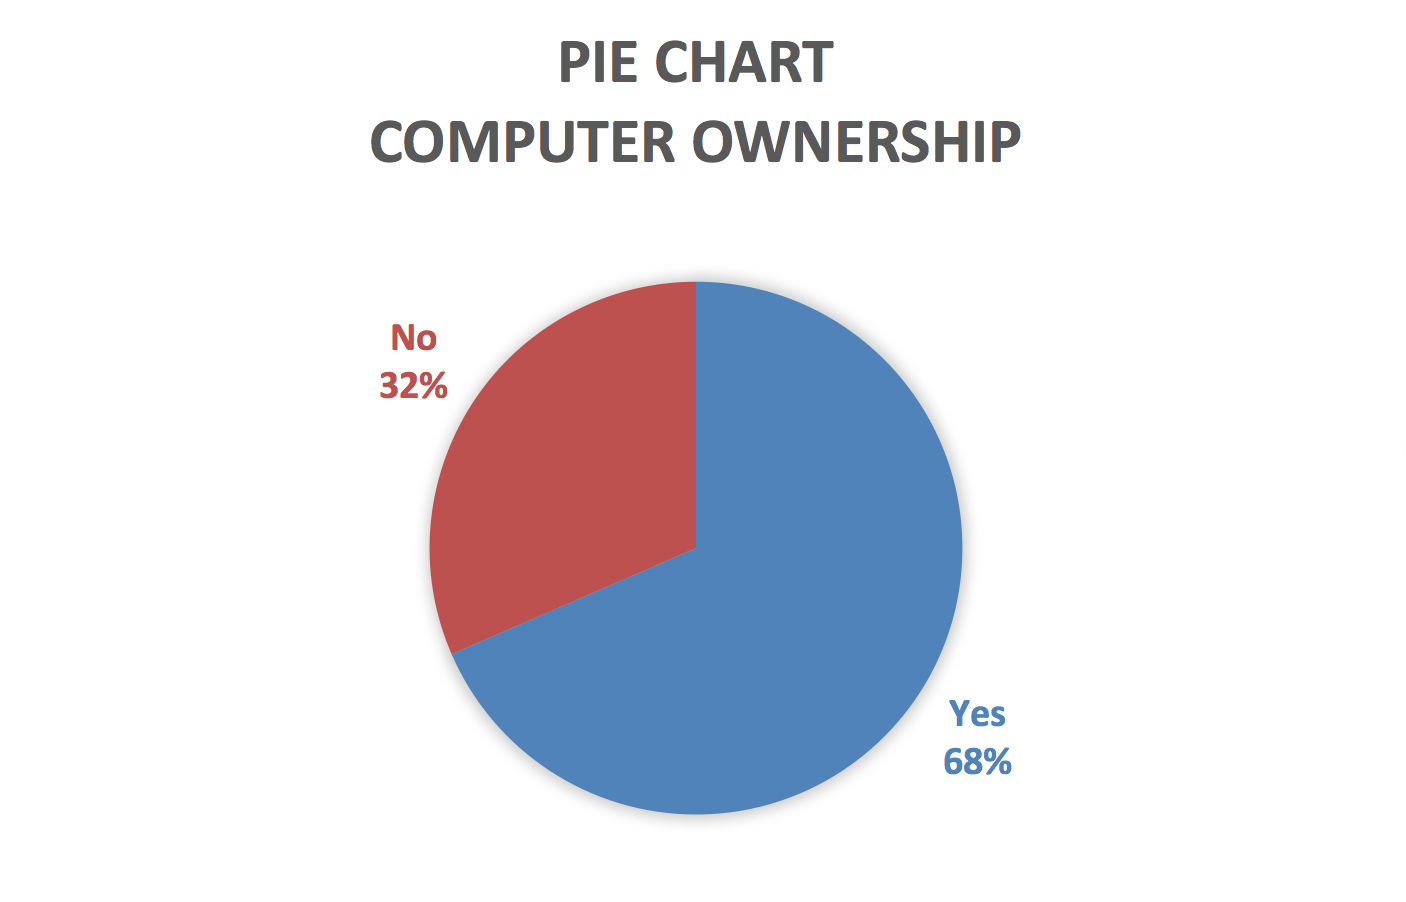 PIE CHART
COMPUTER OWNERSHIP
No
32%
Yes
68%